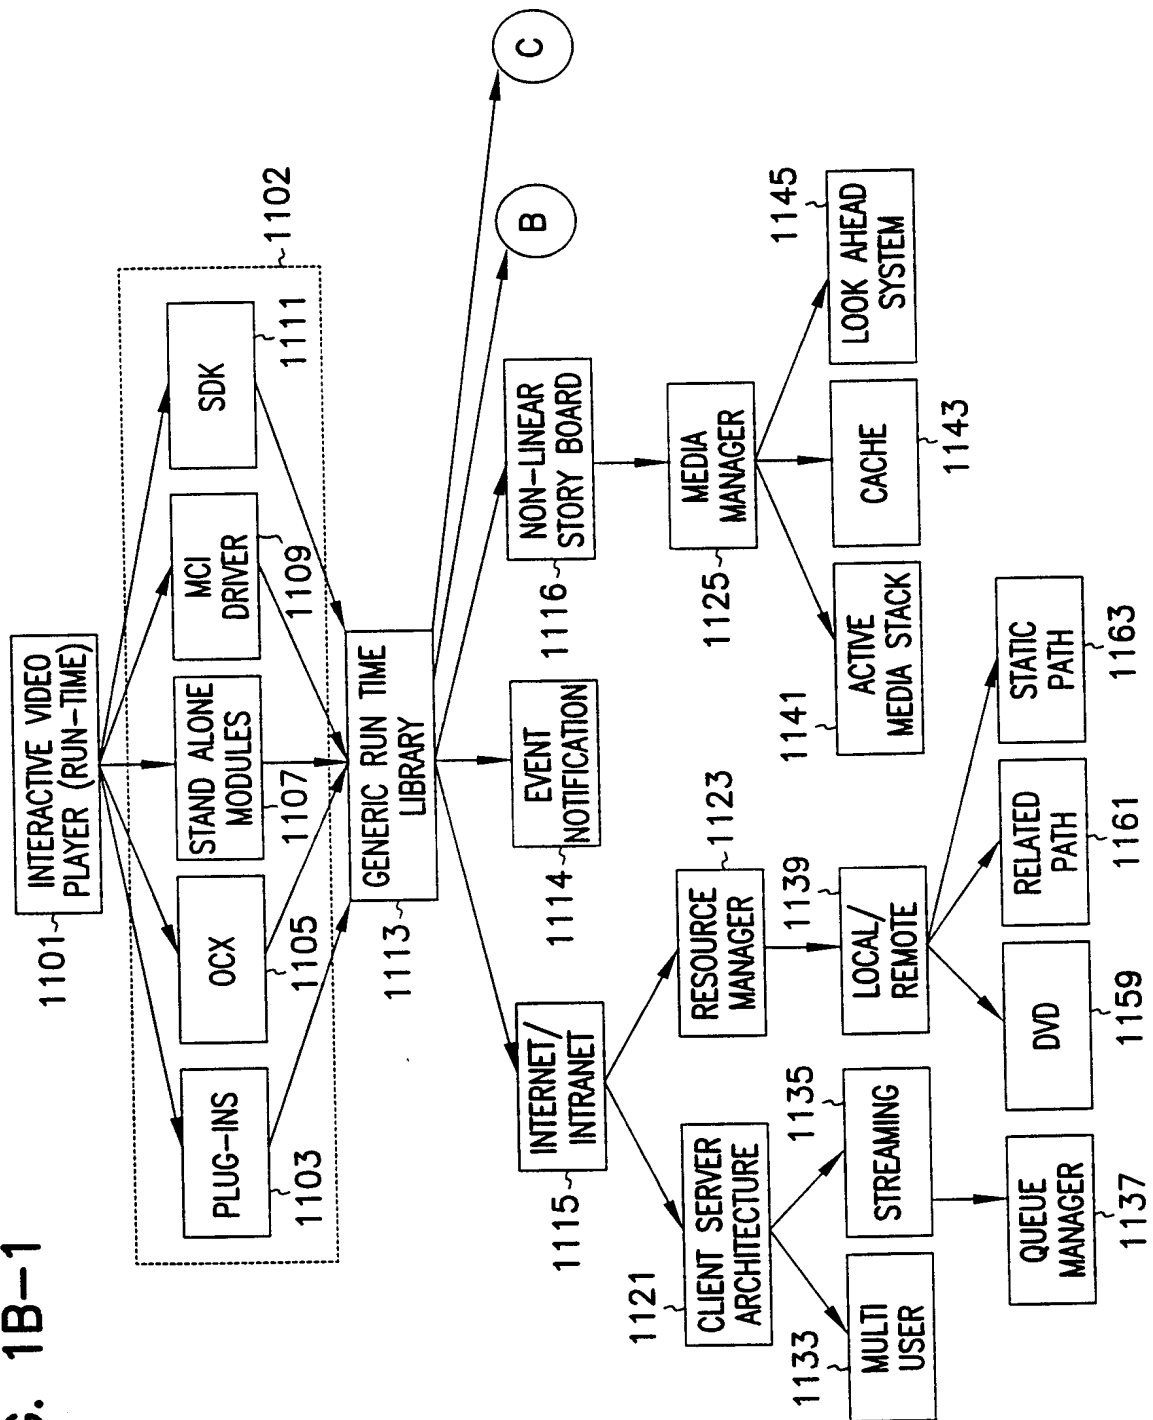 G. 1B–1
INTERACTIVE VIDEO
PLAYER (RUN-TIME)
1101
1102
PLUG-INS
1103
OCX
1105
STAND ALONE
MODULES
1107
MCI
DRIVER
1109
SDK
1111
GENERIC RUN TIME
LIBRARY
1113
B
C
INTERNET/
INTRANET
1115
EVENT
NOTIFICATION
1114
NON-LINEAR
STORY BOARD
1116
CLIENT SERVER
ARCHITECTURE
1121
RESOURCE
MANAGER
1123
MEDIA
MANAGER
1125
MULTI
USER
1133
STREAMING
1135
LOCAL/
REMOTE
1139
ACTIVE
MEDIA STACK
1141
CACHE
1143
LOOK AHEAD
SYSTEM
1145
QUEUE
MANAGER
1137
DVD
1159
RELATED
PATH
1161
STATIC
PATH
1163